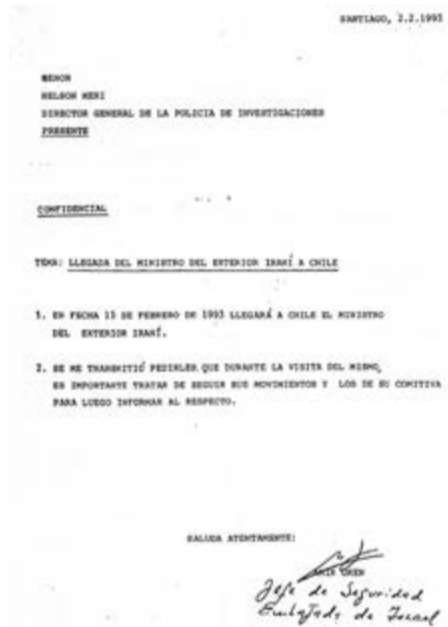 SANTIAGO, 2.2.1993
SEÑOR
NELSON MERI
DIRECTOR GENERAL DE LA POLICIA DE INVESTIGACIONES
PRESENTE
CONFIDENCIAL
TEMA: LLEGADA DEL MINISTRO DEL EXTERIOR IRANÍ A CHILE
1. EN FECHA 15 DE FEBRERO DE 1993 LLEGARÁ A CHILE EL MINISTRO
DEL EXTERIOR IRANÍ.
2. SE ME TRANSMITIÓ PEDIRLES, QUE DURANTE LA VISITA DEL MISMO,
ES IMPORTANTE TRATAR DE SEGUIR SUS MOVIMIENTOS Y LOS DE SU COMITIVA
PARA LUEGO INFORMAR AL RESPECTO.
SALUDA ATENTAMENTE:
OREN
Jefe de Seguridad
Embajada de Israel